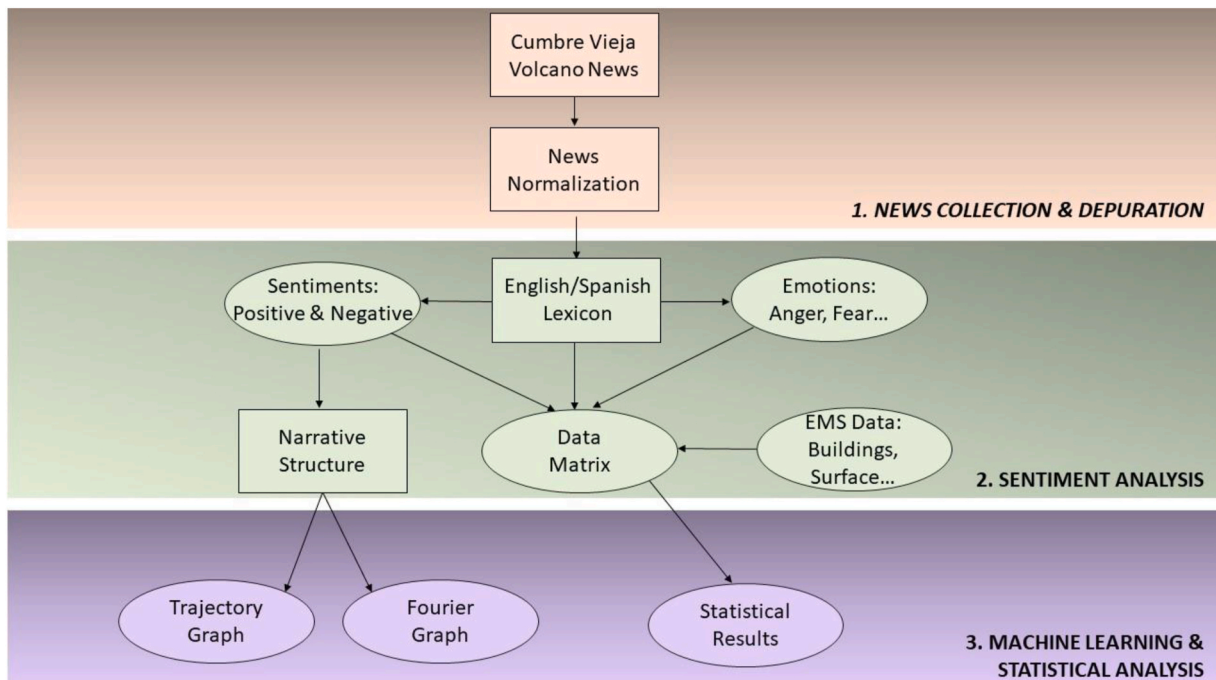 Cumbre Vieja
Volcano News
News
Normalization
1. NEWS COLLECTION & DEPURATION
Sentiments:
Positive & Negative
English/Spanish
Lexicon
Emotions:
Anger, Fear...
Narrative
Structure
Data
Matrix
EMS Data:
Buildings,
Surface...
2. SENTIMENT ANALYSIS
Trajectory
Graph
Fourier
Graph
Statistical
Results
3. MACHINE LEARNING &
STATISTICAL ANALYSIS